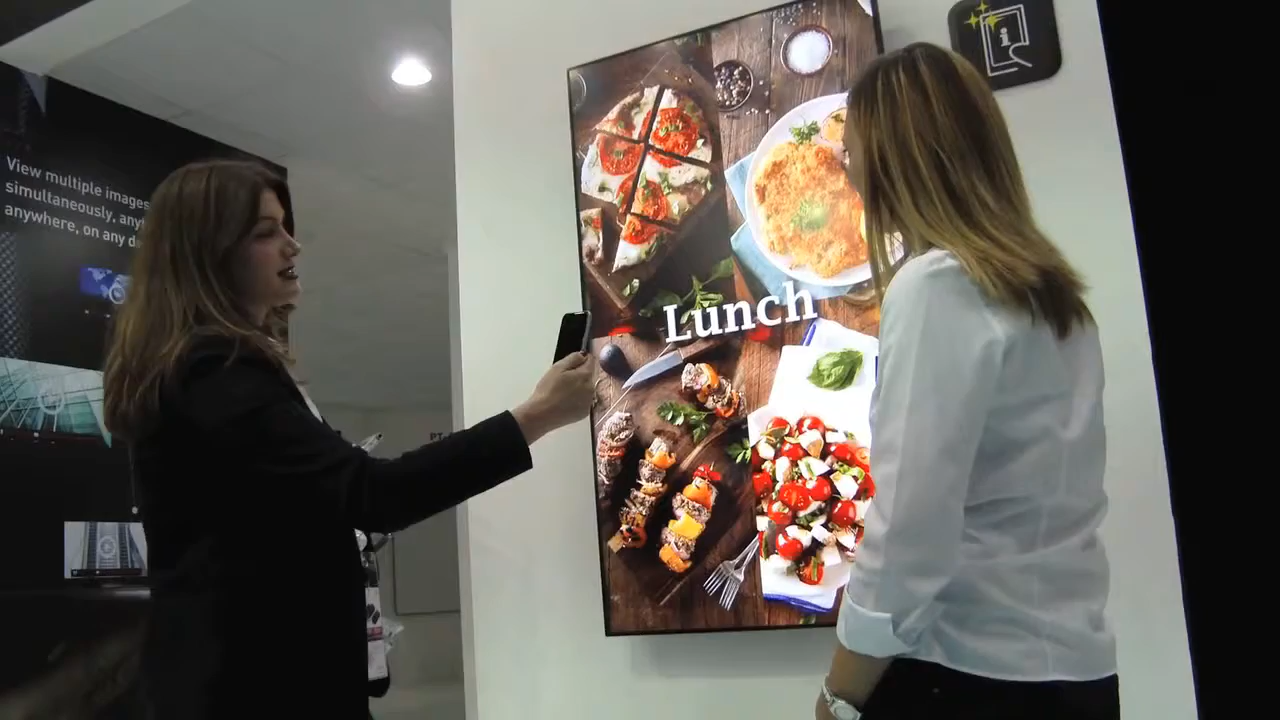 View multiple images
simultaneously, any
anywhere, on any d
Lunch
i